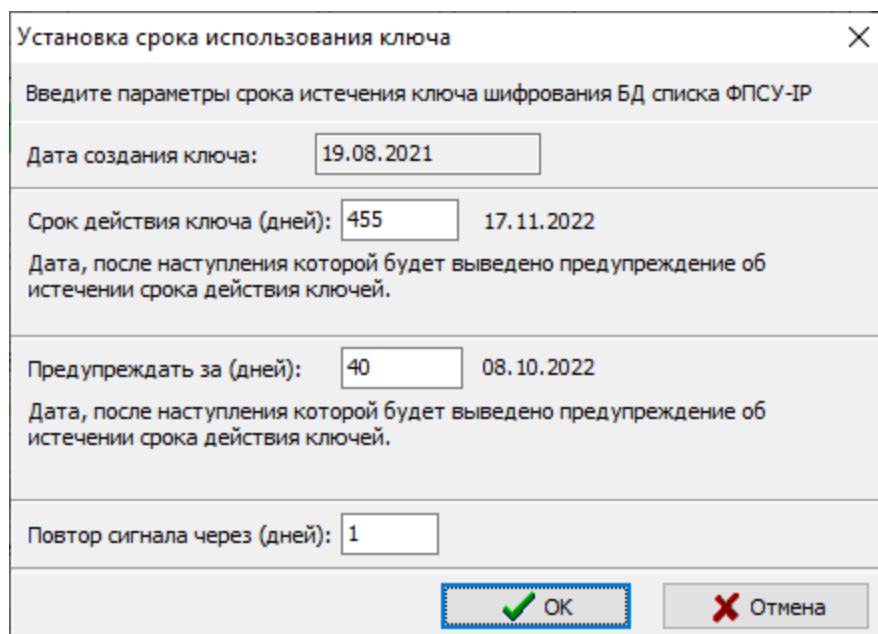 Установка срока использования ключа
Введите параметры срока истечения ключа шифрования БД списка ФПСУ-IP
Дата создания ключа: 19.08.2021
Срок действия ключа (дней): 455 17.11.2022
Дата, после наступления которой будет выведено предупреждение об
истечении срока действия ключей.
Предупреждать за (дней): 40 08.10.2022
Дата, после наступления которой будет выведено предупреждение об
истечении срока действия ключей.
Повтор сигнала через (дней): 1
OK Отмена